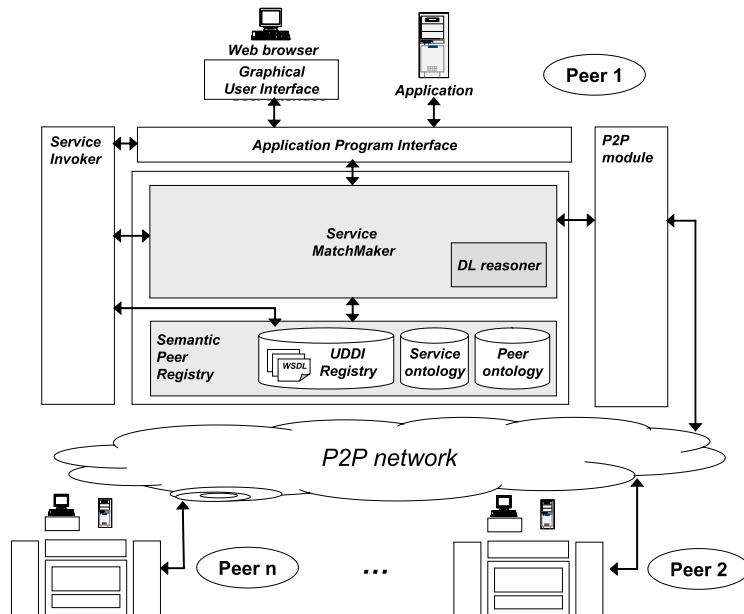 Web browser
Graphical
User Interface
Application
Peer 1
Service
Invoker
Application Program Interface
P2P
module
Service
MatchMaker
DL reasoner
Semantic
Peer
Registry
WSDL
UDDI
Registry
Service
ontology
Peer
ontology
P2P network
Peer n
...
Peer 2